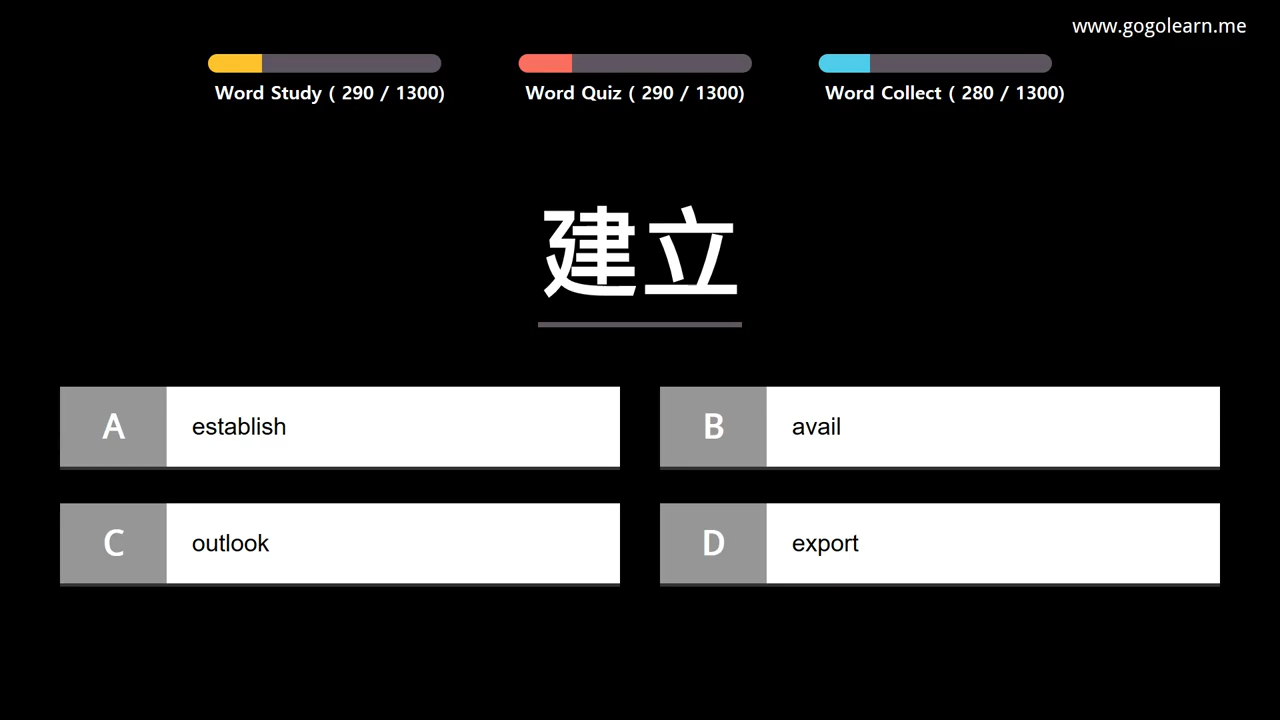 www.gogolearn.me
Word Study ( 290 / 1300)
Word Quiz ( 290 / 1300)
Word Collect ( 280 / 1300)
建立
A establish
B avail
C outlook
D export